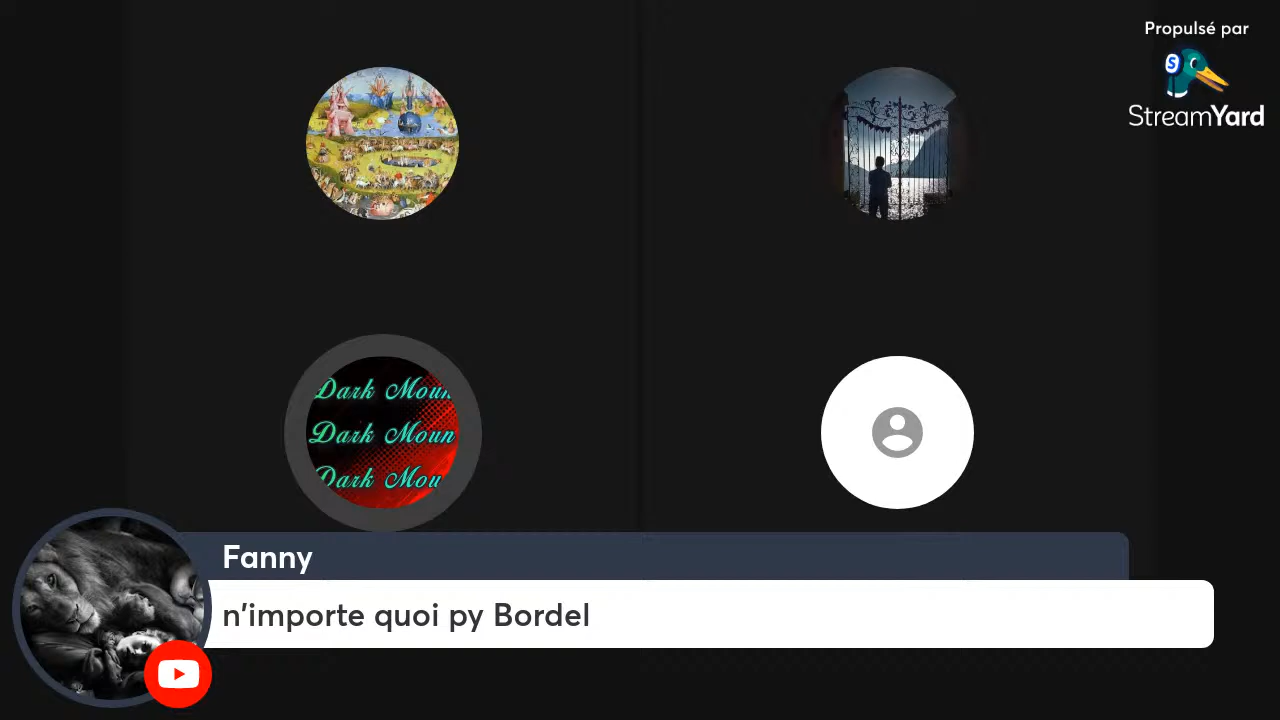 Propulsé par
StreamYard
Dark Moun
Dark Moun
Dark Mou
Fanny
n'importe quoi py Bordel